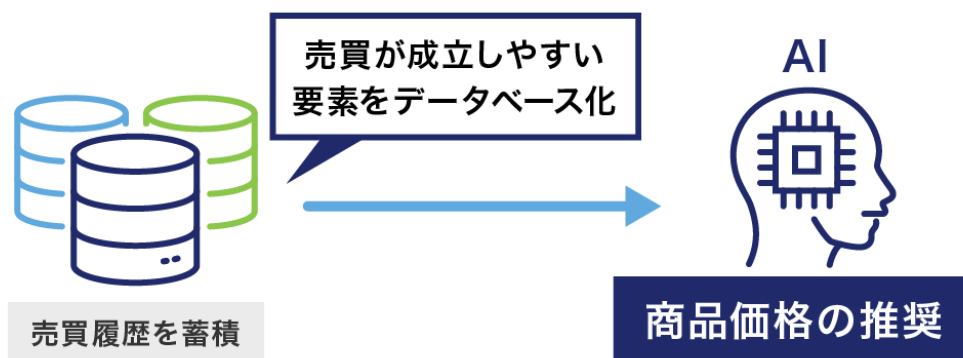 売買が成立しやすい
要素をデータベース化
AI
売買履歴を蓄積
商品価格の推奨